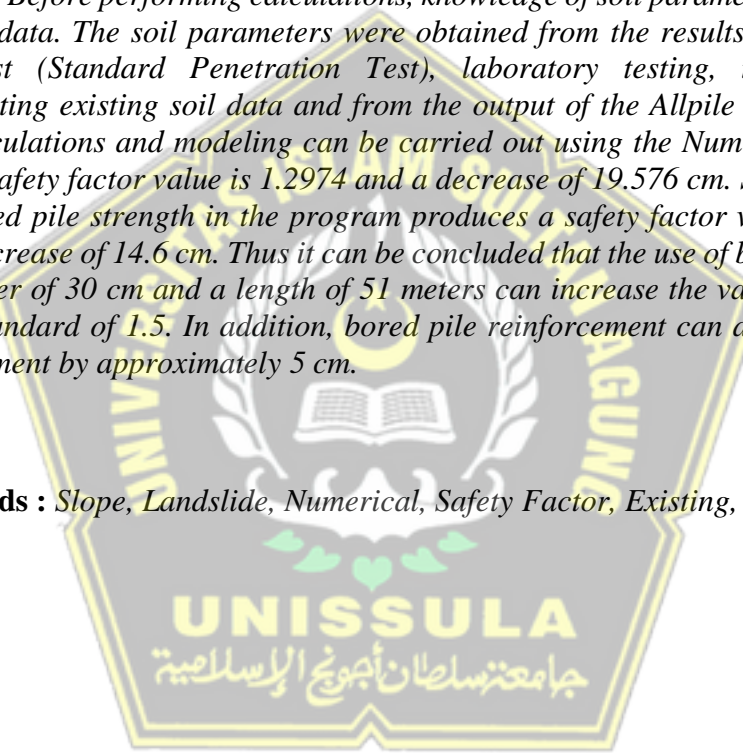 Before performing calculations, knowledge of soil parame
data. The soil parameters were obtained from the results
st (Standard Penetration Test), laboratory testing,
ting existing soil data and from the output of the Allpile
culations and modeling can be carried out using the Num
afety factor value is 1.2974 and a decrease of 19.576 cm.
ed pile strength in the program produces a safety factor v
crease of 14.6 cm. Thus it can be concluded that the use of b
er of 30 cm and a length of 51 meters can increase the va
andard of 1.5. In addition, bored pile reinforcement can a
nent by approximately 5 cm.
UNIVERSITAS ISLAM SULTAN AGUNG
ds : Slope, Landslide, Numerical, Safety Factor, Existing,
UNISSULA
جامعة سلطان أجونج الإسلامية